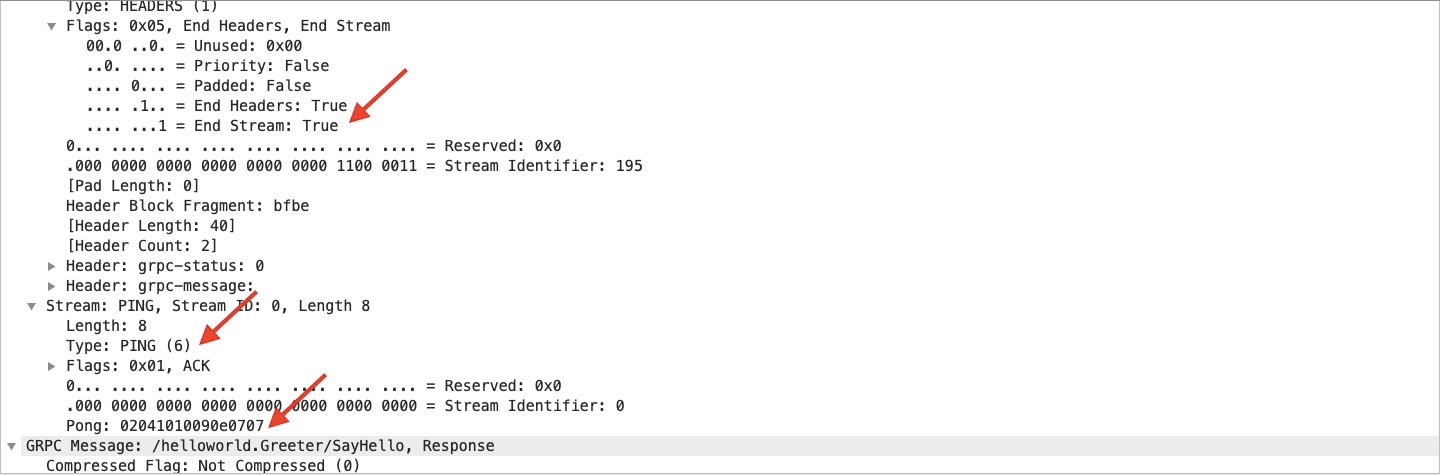 Type: HEADERS (1)
Flags: 0x05, End Headers, End Stream
00.0 ..0. = Unused: 0x00
..0. .... = Priority: False
.... 0... = Padded: False
.... .1.. = End Headers: True
.... ...1 = End Stream: True
0... .... .... .... .... .... .... .... = Reserved: 0x0
.000 0000 0000 0000 0000 0000 1100 0011 = Stream Identifier: 195
[Pad Length: 0]
Header Block Fragment: bfbe
[Header Length: 40]
[Header Count: 2]
Header: grpc-status: 0
Header: grpc-message:
Stream: PING, Stream ID: 0, Length 8
Length: 8
Type: PING (6)
Flags: 0x01, ACK
0... .... .... .... .... .... .... .... = Reserved: 0x0
.000 0000 0000 0000 0000 0000 0000 0000 = Stream Identifier: 0
Pong: 02041010090e0707
GRPC Message: /helloworld.Greeter/SayHello, Response
Compressed Flag: Not Compressed (0)